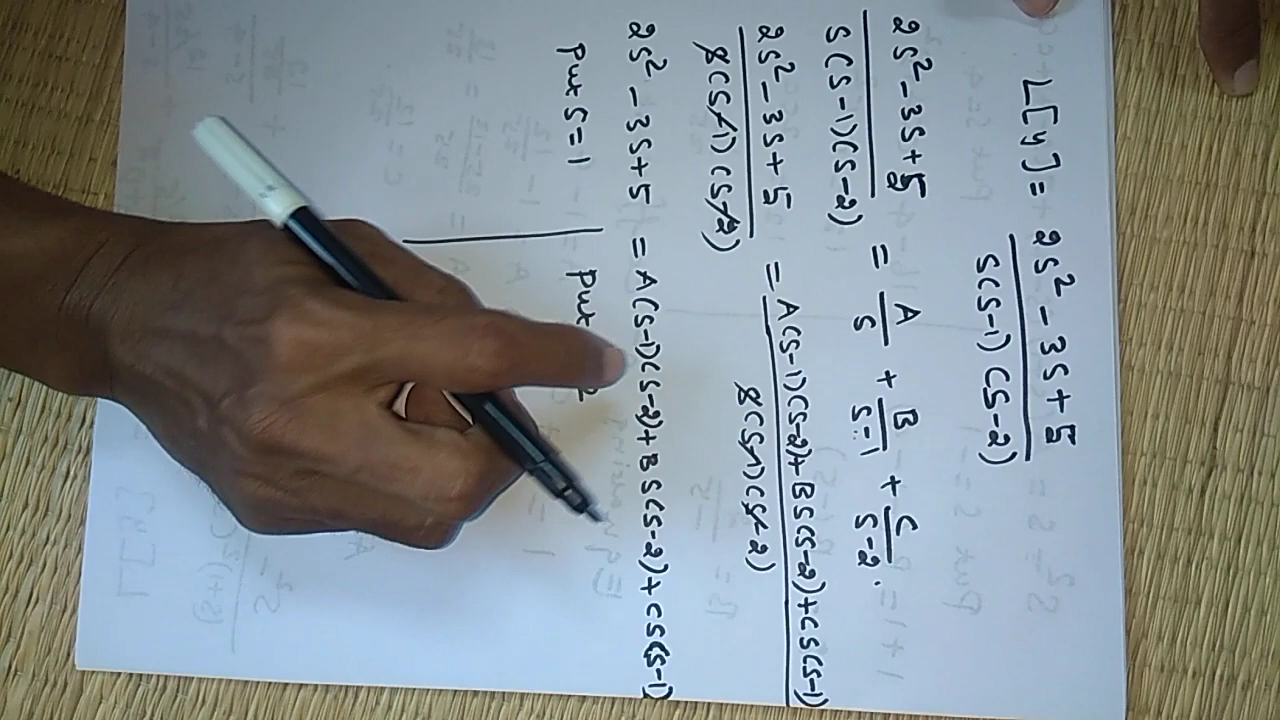 L[y] = 2s² - 3s + 5 / s(s-1)(s-2)
2s² - 3s + 5 / s(s-1)(s-2) = A/s + B/s-1 + C/s-2.
2s² - 3s + 5 / s(s-1)(s-2) = A(s-1)(s-2) + Bs(s-2) + Cs(s-1) / s(s-1)(s-2)
2s² - 3s + 5 = A(s-1)(s-2) + Bs(s-2) + Cs(s-1)
Put s = 1 Put